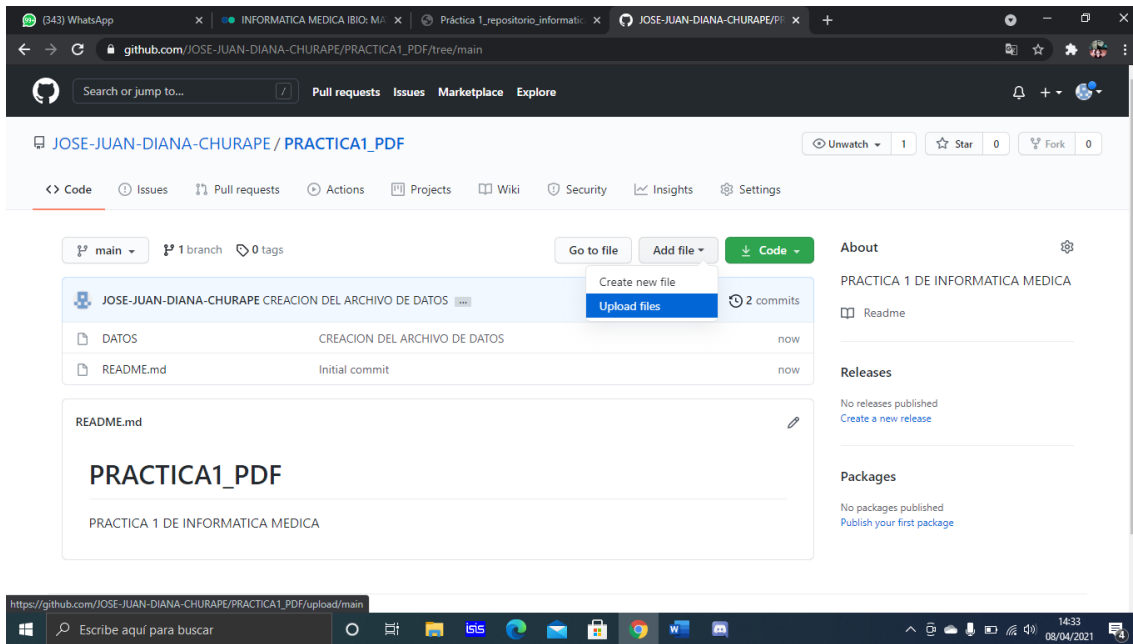 (343) WhatsApp
INFORMATICA MEDICA IBIO: MA
Práctica 1_repositorio_informatic
JOSE-JUAN-DIANA-CHURAPE/PR
github.com/JOSE-JUAN-DIANA-CHURAPE/PRACTICA1_PDF/tree/main
Search or jump to... / Pull requests Issues Marketplace Explore
JOSE-JUAN-DIANA-CHURAPE / PRACTICA1_PDF
Unwatch 1 Star 0 Fork 0
<> Code Issues Pull requests Actions Projects Wiki Security Insights Settings
main 1 branch 0 tags Go to file Add file Code
Create new file
Upload files
JOSE-JUAN-DIANA-CHURAPE CREACION DEL ARCHIVO DE DATOS ... 2 commits
DATOS CREACION DEL ARCHIVO DE DATOS now
README.md Initial commit now
README.md
PRACTICA1_PDF
PRACTICA 1 DE INFORMATICA MEDICA
About
PRACTICA 1 DE INFORMATICA MEDICA
Readme
Releases
No releases published
Create a new release
Packages
No packages published
Publish your first package
https://github.com/JOSE-JUAN-DIANA-CHURAPE/PRACTICA1_PDF/upload/main
Escribe aquí para buscar
isis
14:33
08/04/2021
4